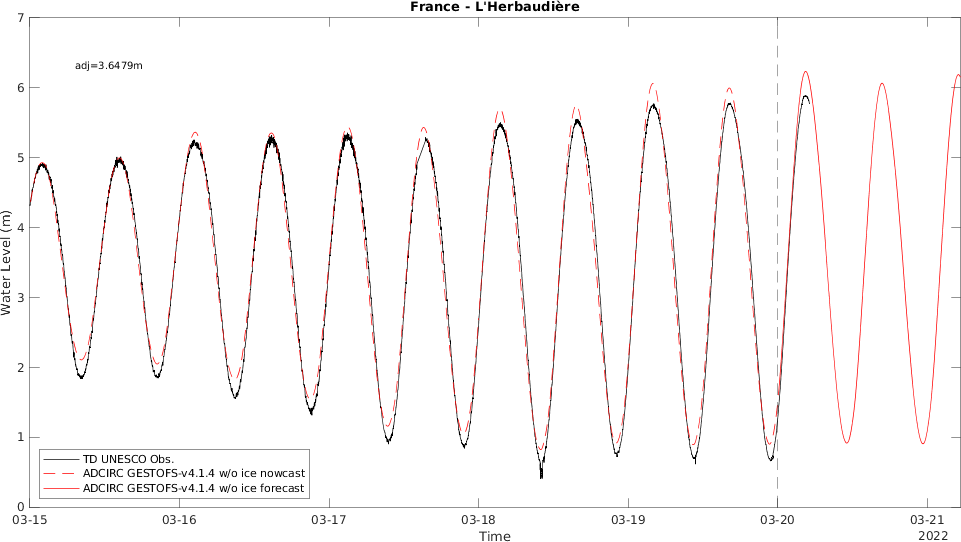 France - L'Herbaudière
7
adj=3.6479m
6
5
4
3
2
1
0
Water Level (m)
TD UNESCO Obs.
ADCIRC GESTOFS-v4.1.4 w/o ice nowcast
ADCIRC GESTOFS-v4.1.4 w/o ice forecast
03-15 03-16 03-17 03-18 03-19 03-20 03-21
Time
2022